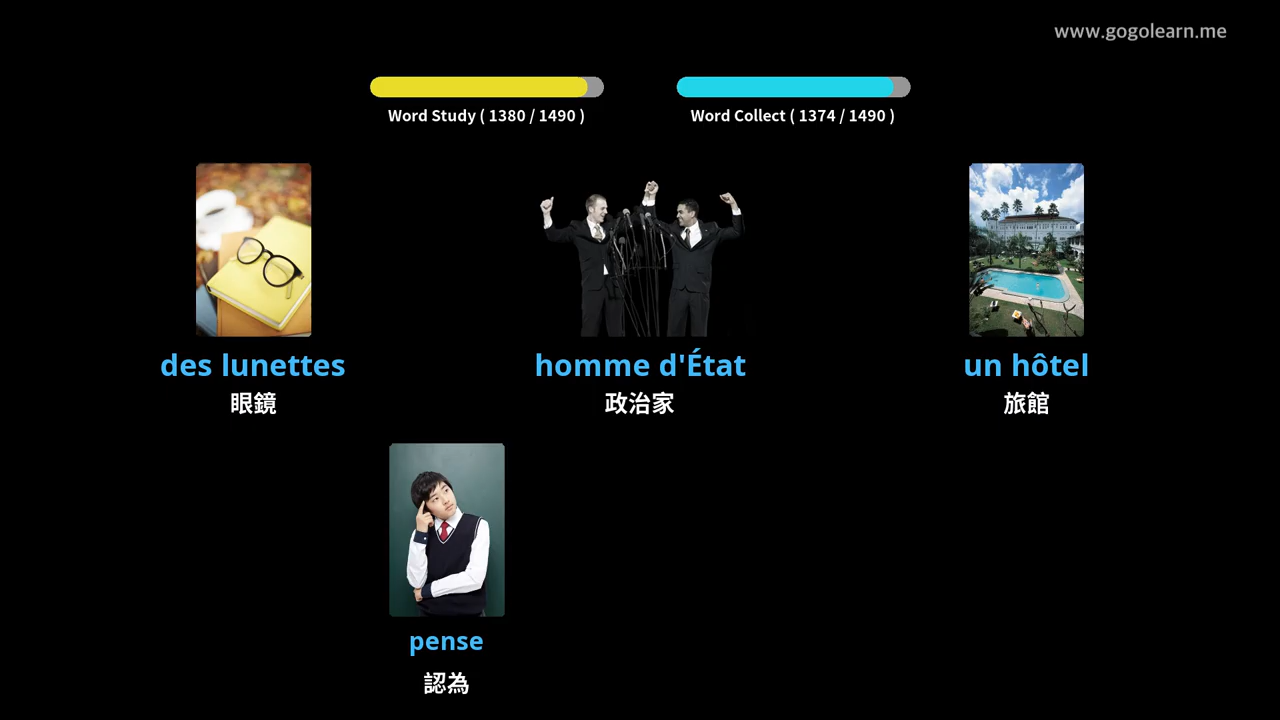 www.gogolearn.me
Word Study ( 1380 / 1490 )
Word Collect ( 1374 / 1490 )
des lunettes
眼鏡
homme d'État
政治家
un hôtel
旅館
pense
認為